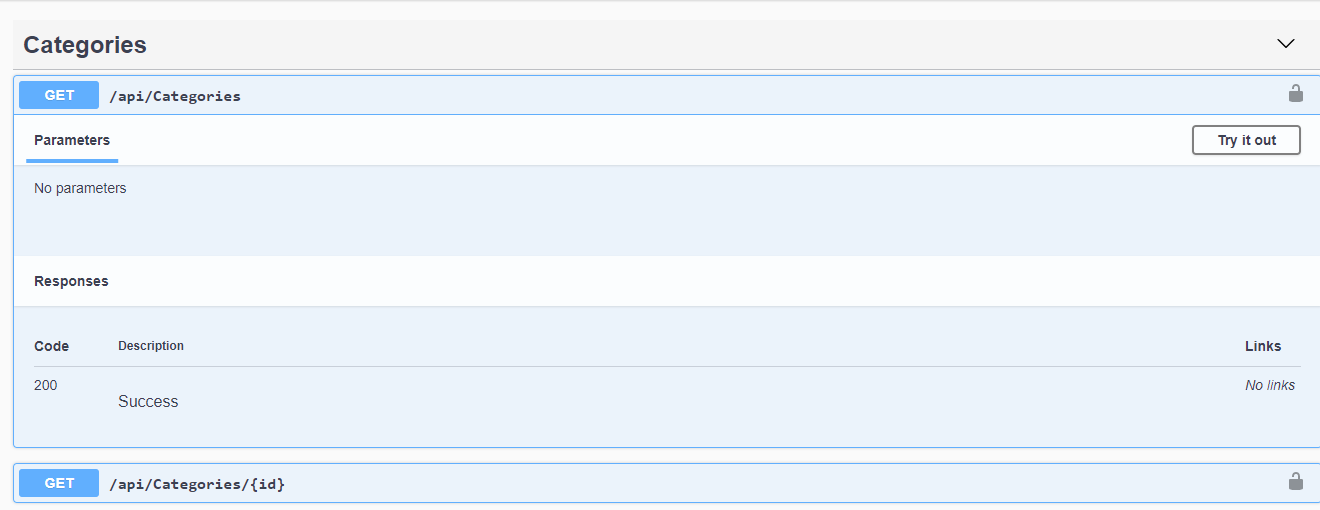 Categories
GET /api/Categories
Parameters Try it out
No parameters
Responses
Code Description Links
200 No links
Success
GET /api/Categories/{id}